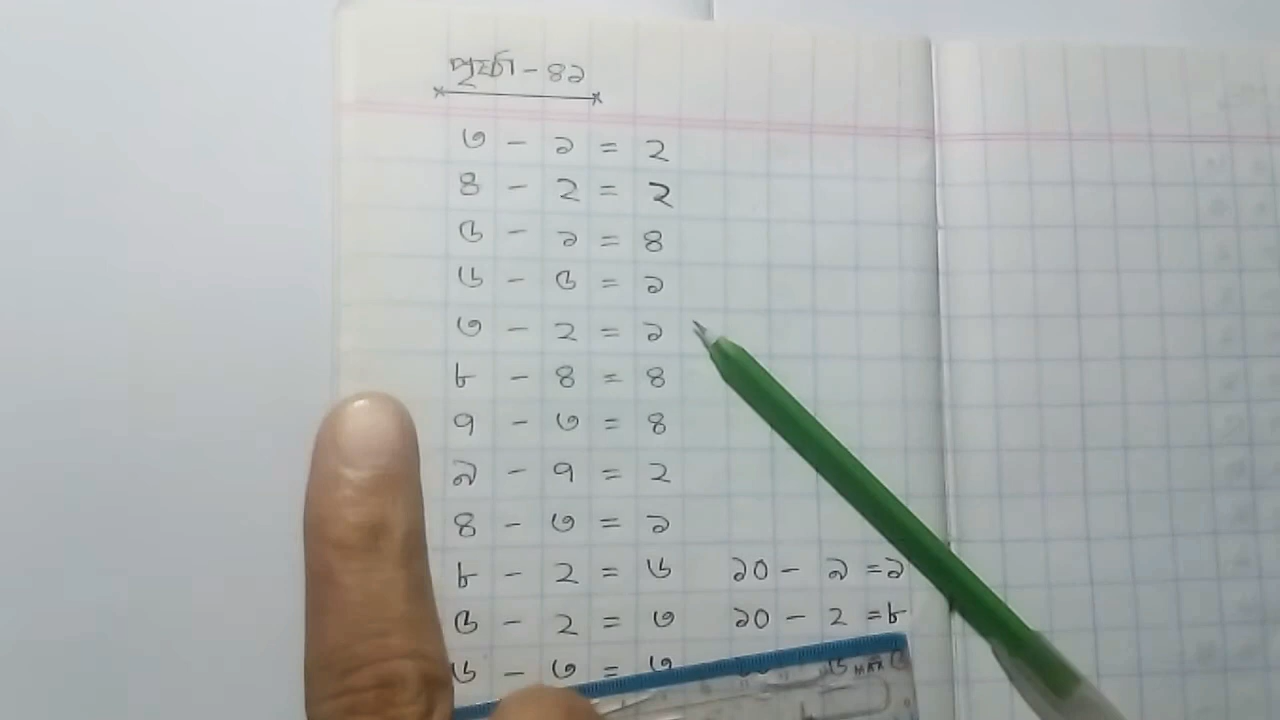 পৃষ্ঠা - ৪১
৩ - ১ = ২
৪ - ২ = ২
৫ - ১ = ৪
৬ - ৫ = ১
৩ - ২ = ১
৮ - ৪ = ৪
৭ - ৩ = ৪
৯ - ৭ = ২
৪ - ৩ = ১
৮ - ২ = ৬ ১০ - ৯ = ১
৫ - ২ = ৩ ১০ - ২ = ৮
৬ - ৩ = ৩